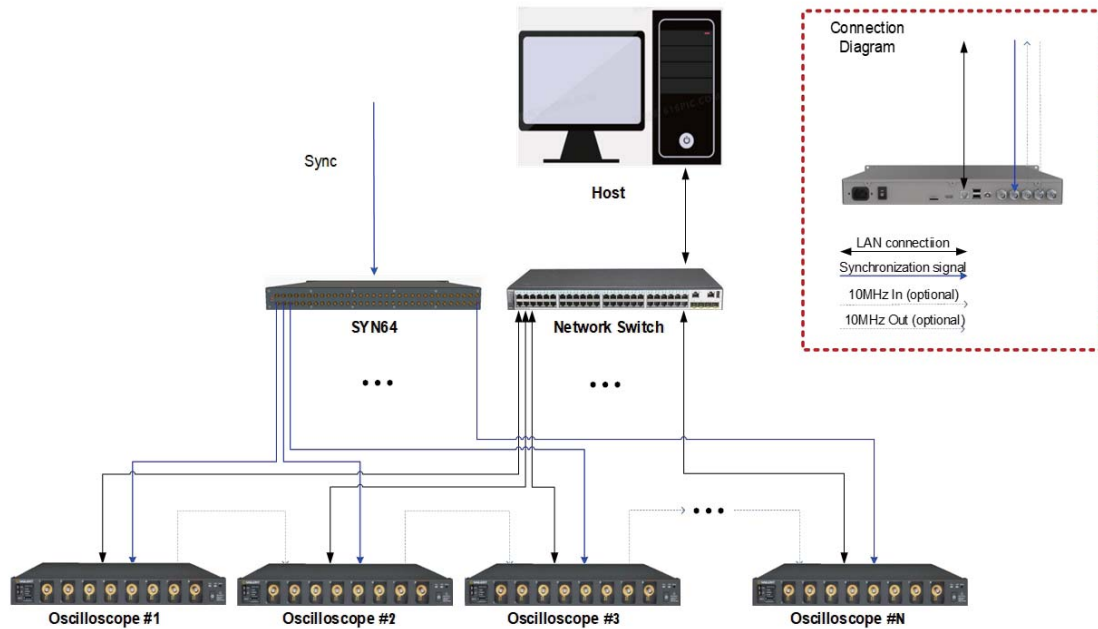 Connection
Diagram
Sync
Host
LAN connectiion
Synchronization signal
10MHz In (optional)
10MHz Out (optional)
SYN64
Network Switch
Oscilloscope #1
Oscilloscope #2
Oscilloscope #3
Oscilloscope #N